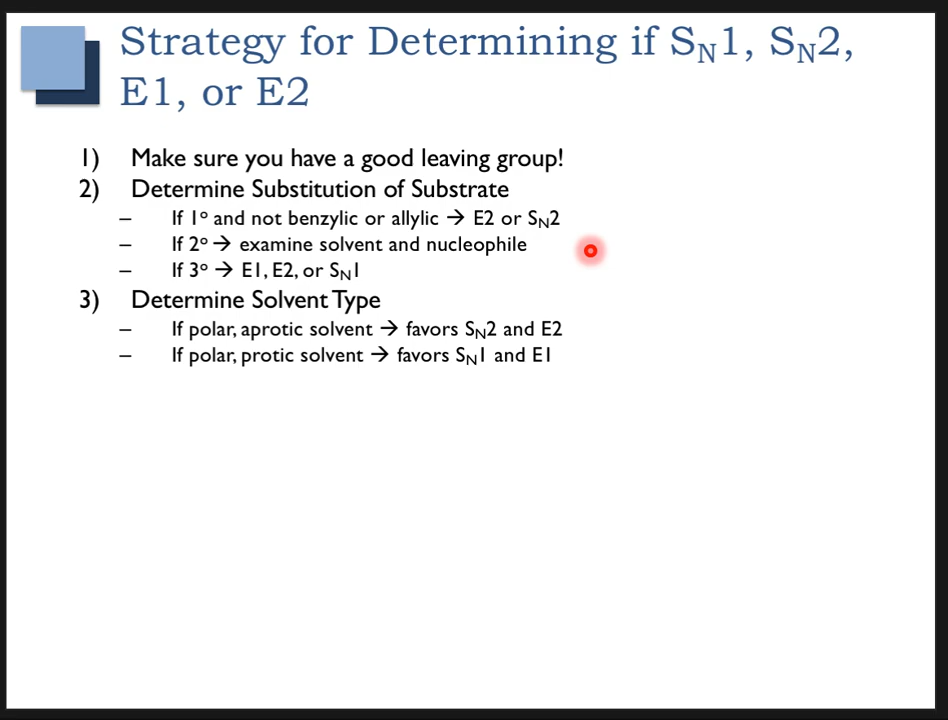 Strategy for Determining if SN1, SN2,
E1, or E2
1) Make sure you have a good leaving group!
2) Determine Substitution of Substrate
– If 1° and not benzylic or allylic → E2 or SN2
– If 2° → examine solvent and nucleophile
– If 3° → E1, E2, or SN1
3) Determine Solvent Type
– If polar, aprotic solvent → favors SN2 and E2
– If polar, protic solvent → favors SN1 and E1